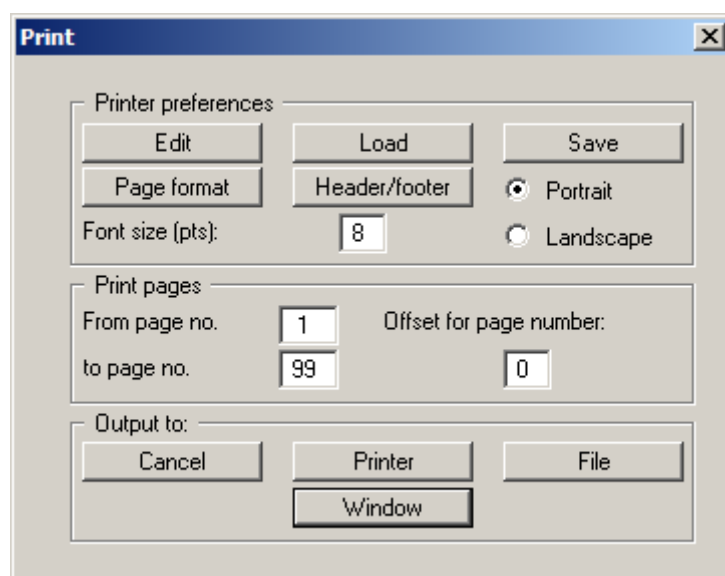 Print
Printer preferences
Edit Load Save
Page format Header/footer Portrait
Font size (pts): 8 Landscape
Print pages
From page no. 1 Offset for page number:
to page no. 99 0
Output to:
Cancel Printer File
Window